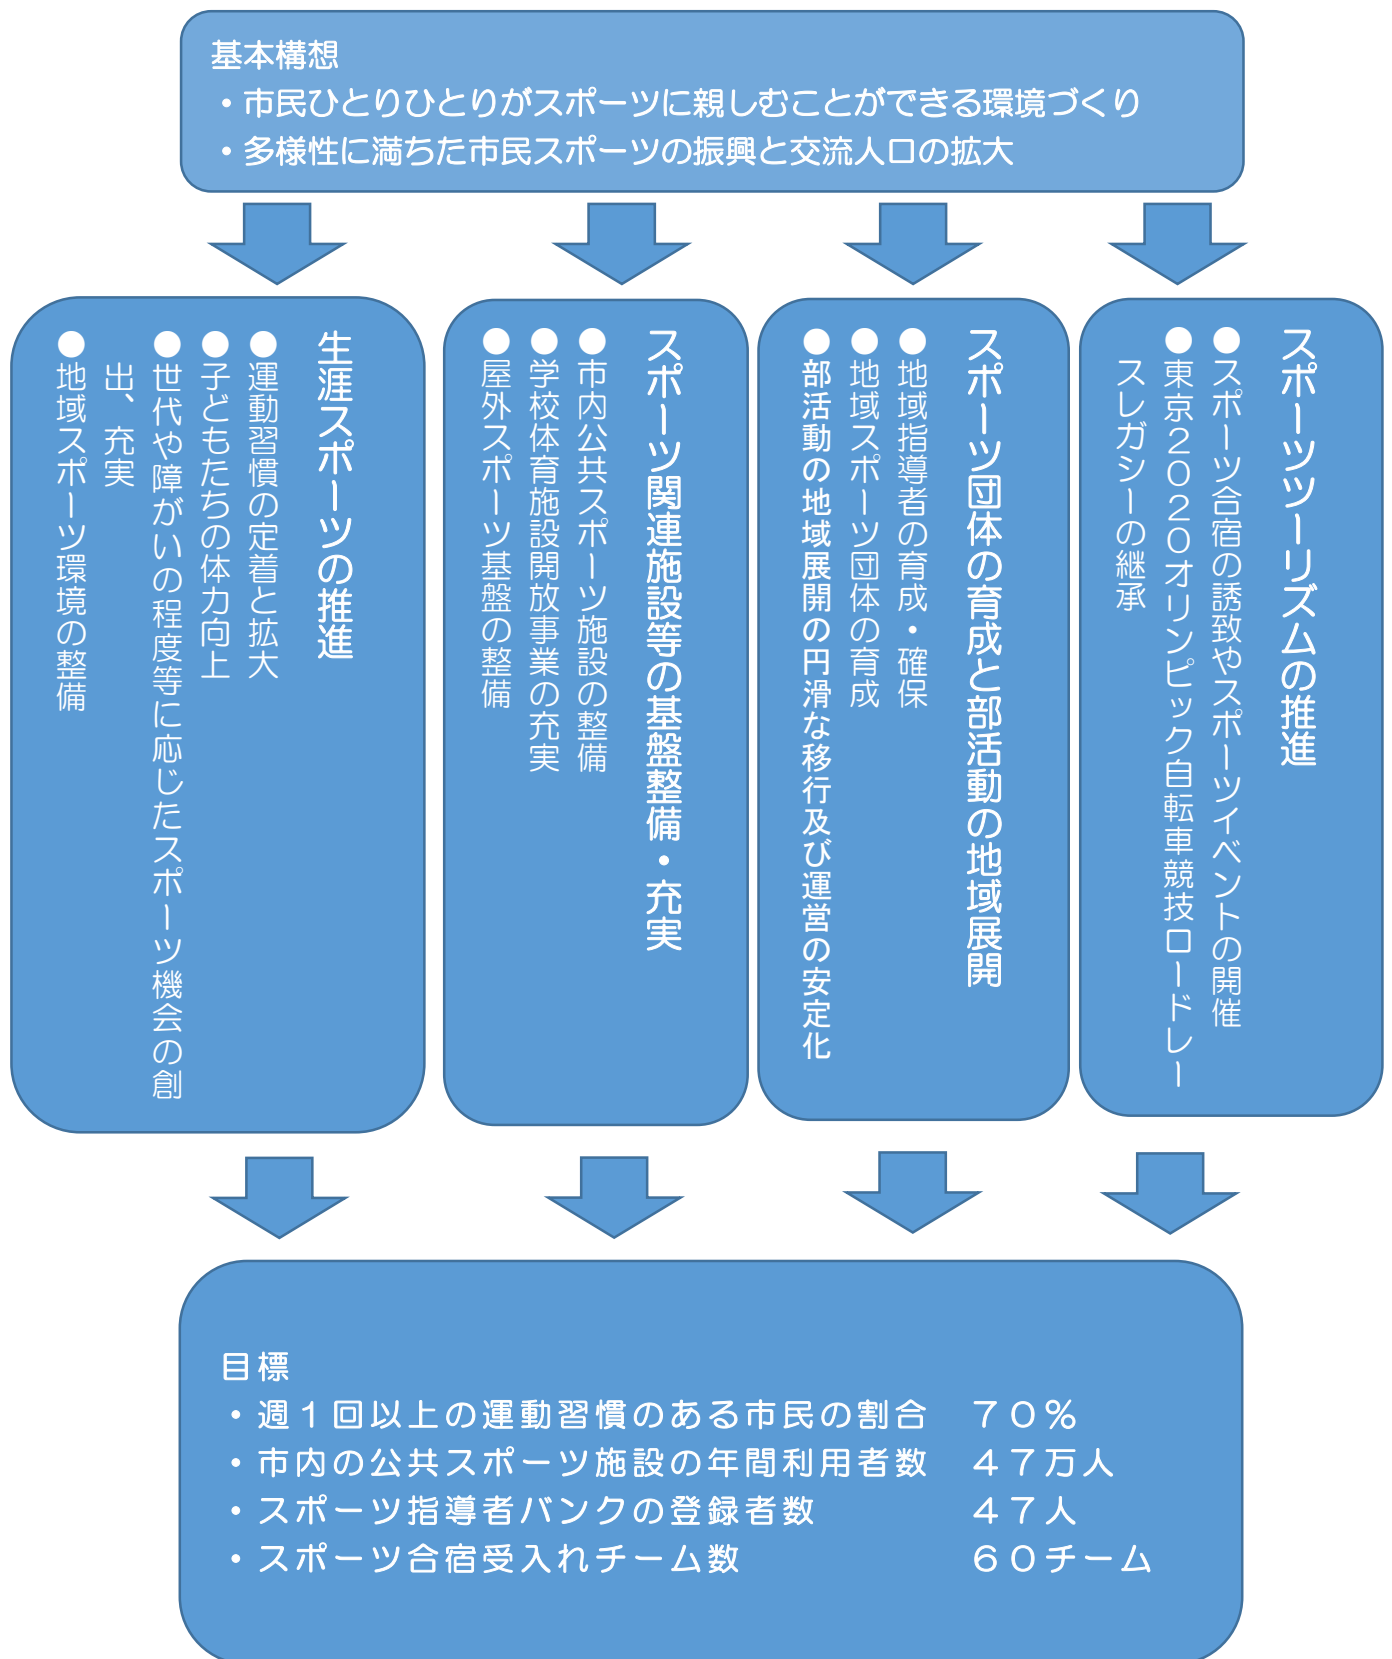 基本構想
・市民ひとりひとりがスポーツに親しむことができる環境づくり
・多様性に満ちた市民スポーツの振興と交流人口の拡大
生涯スポーツの推進
●運動習慣の定着と拡大
●子どもたちの体力向上
●世代や障がいの程度等に応じたスポーツ機会の創
出、充実
●地域スポーツ環境の整備
スポーツ関連施設等の基盤整備・充実
●市内公共スポーツ施設の整備
●学校体育施設開放事業の充実
●屋外スポーツ基盤の整備
スポーツ団体の育成と部活動の地域展開
●地域指導者の育成・確保
●地域スポーツ団体の育成
●部活動の地域展開の円滑な移行及び運営の安定化
スポーツツーリズムの推進
●スポーツ合宿の誘致やスポーツイベントの開催
●東京２０２０オリンピック自転車競技ロードレー
スレガシーの継承
目標
・週１回以上の運動習慣のある市民の割合　７０％
・市内の公共スポーツ施設の年間利用者数　４７万人
・スポーツ指導者バンクの登録者数　４７人
・スポーツ合宿受入れチーム数　６０チーム